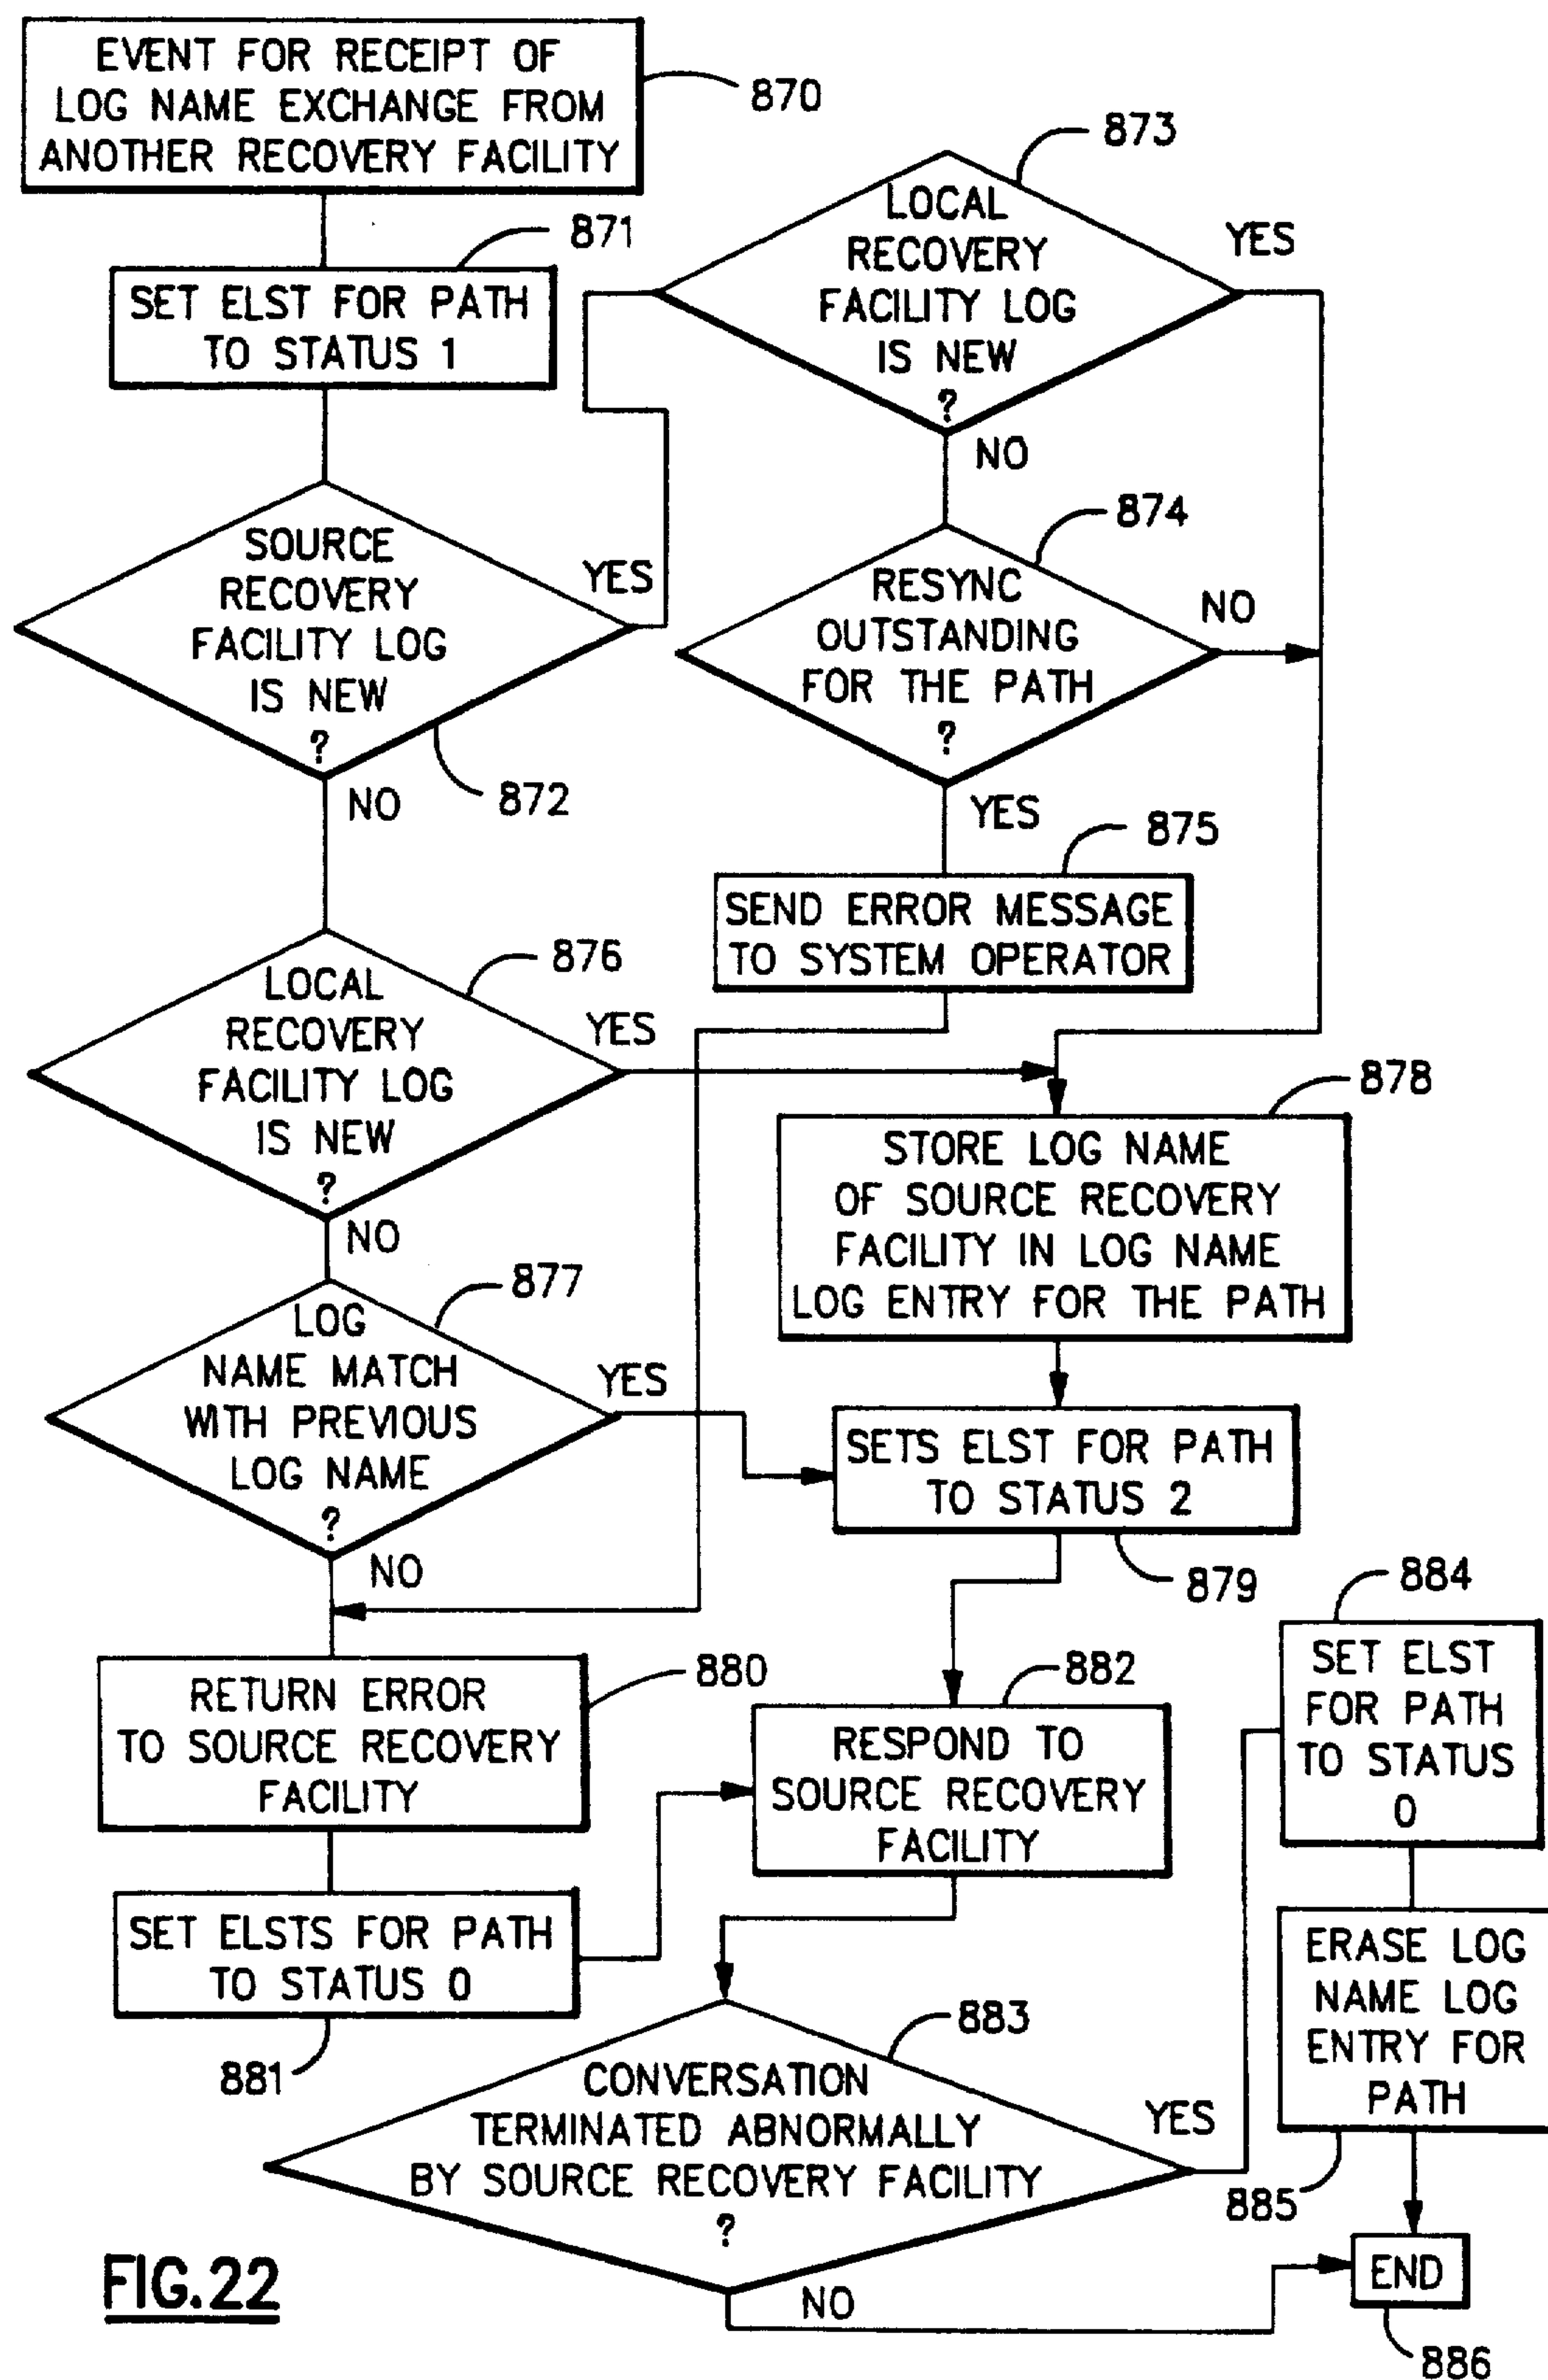 EVENT FOR RECEIPT OF
LOG NAME EXCHANGE FROM
ANOTHER RECOVERY FACILITY
870
871
SET ELST FOR PATH
TO STATUS 1
SOURCE
RECOVERY
FACILITY LOG
IS NEW
?
YES
872
NO
873
LOCAL
RECOVERY
FACILITY LOG
IS NEW
?
YES
NO
874
RESYNC
OUTSTANDING
FOR THE PATH
?
NO
YES
875
SEND ERROR MESSAGE
TO SYSTEM OPERATOR
876
LOCAL
RECOVERY
FACILITY LOG
IS NEW
?
YES
NO
877
LOG
NAME MATCH
WITH PREVIOUS
LOG NAME
?
YES
NO
878
STORE LOG NAME
OF SOURCE RECOVERY
FACILITY IN LOG NAME
LOG ENTRY FOR THE PATH
SETS ELST FOR PATH
TO STATUS 2
879
880
RETURN ERROR
TO SOURCE RECOVERY
FACILITY
SET ELSTS FOR PATH
TO STATUS 0
881
882
RESPOND TO
SOURCE RECOVERY
FACILITY
883
CONVERSATION
TERMINATED ABNORMALLY
BY SOURCE RECOVERY FACILITY
?
YES
NO
884
SET ELST
FOR PATH
TO STATUS
0
ERASE LOG
NAME LOG
ENTRY FOR
PATH
885
END
886
FIG.22